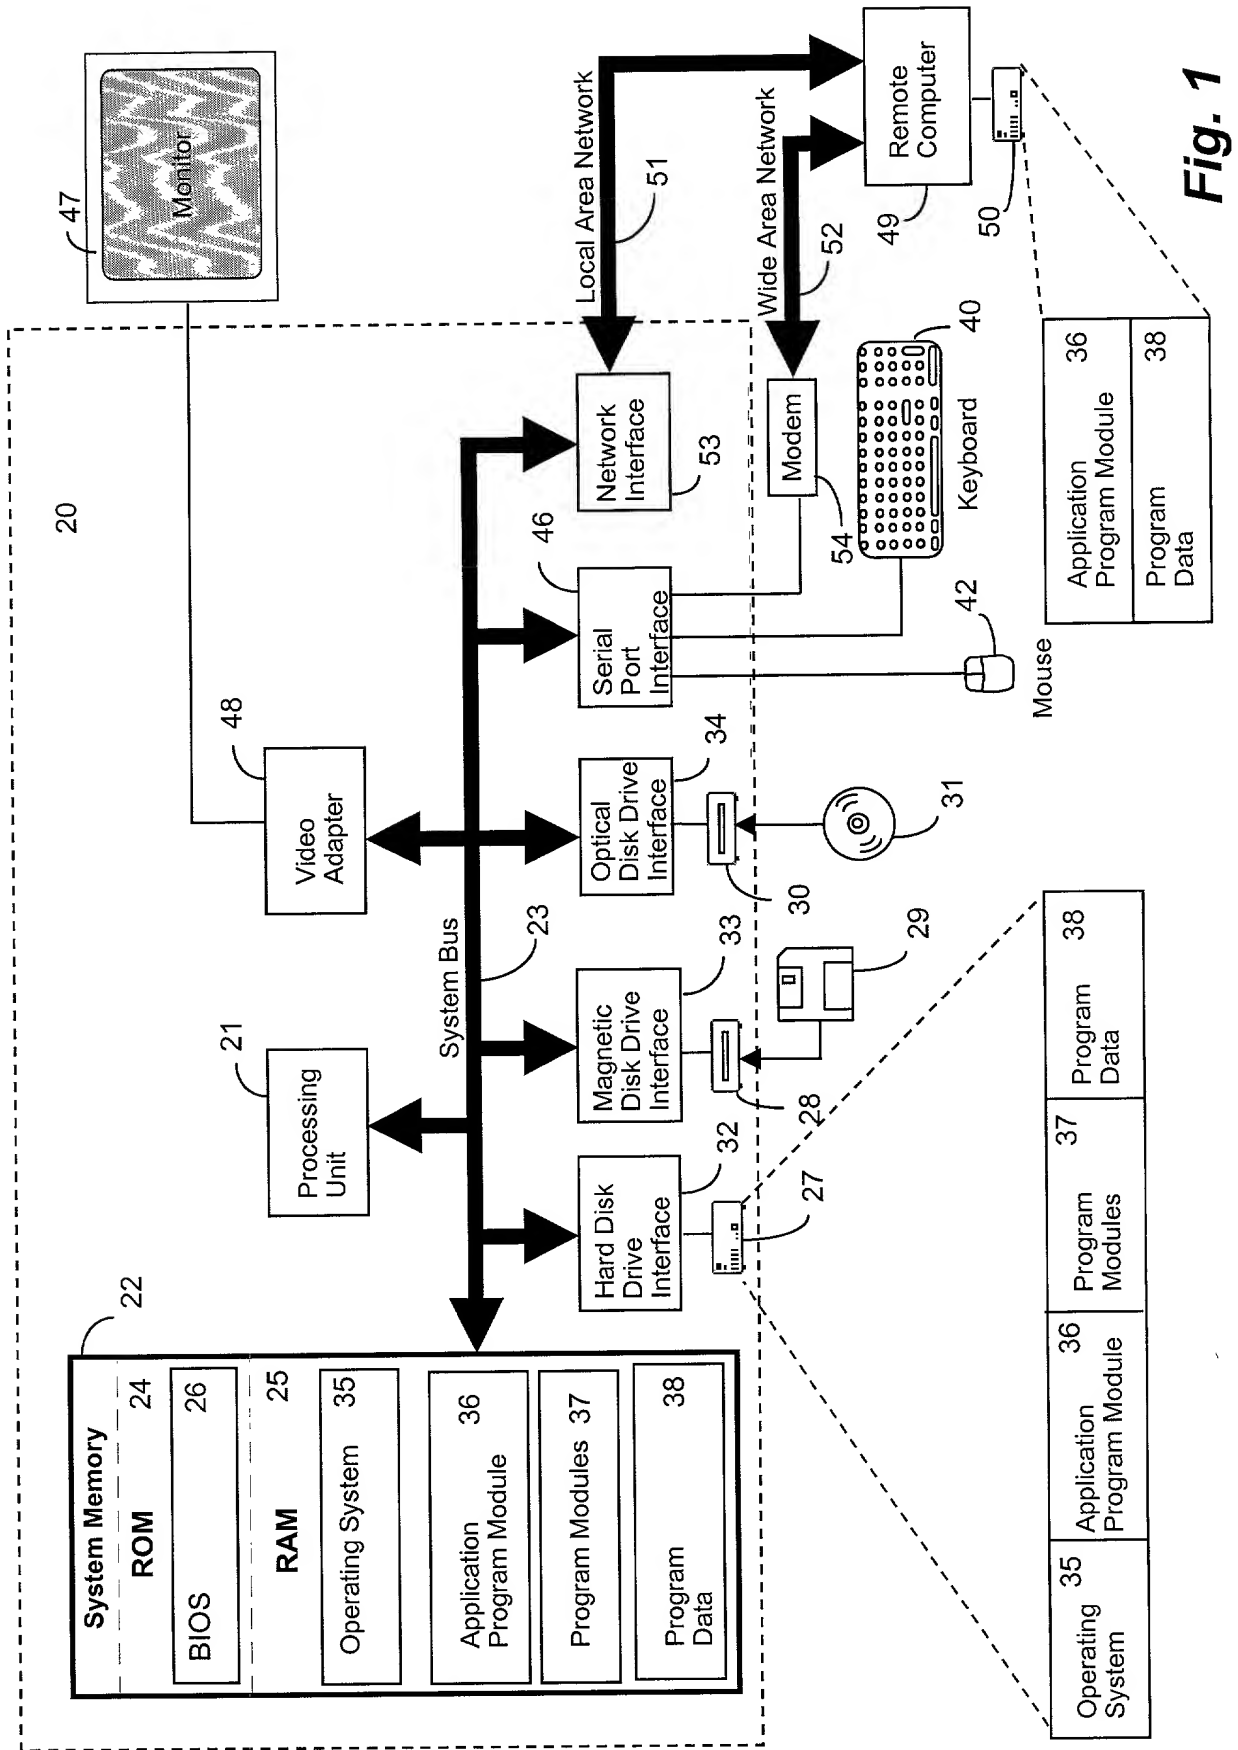 20
System Memory
22
ROM 24
BIOS 26
RAM 25
Operating System 35
Application
Program Module
36
Program Modules 37
Program
Data
38
Processing
Unit
21
Video
Adapter
48
Monitor
47
System Bus
23
Hard Disk
Drive
Interface
32
Magnetic
Disk Drive
Interface
33
Optical
Disk Drive
Interface
34
Serial
Port
Interface
46
Network
Interface
53
Local Area Network
51
27
28
30
29
31
Modem
54
Wide Area Network
52
Keyboard
40
Mouse
42
Remote
Computer
49
50
Operating
System
35
Application
Program Module
36
Program
Modules
37
Program
Data
38
Application
Program Module
36
Program
Data
38
Fig. 1